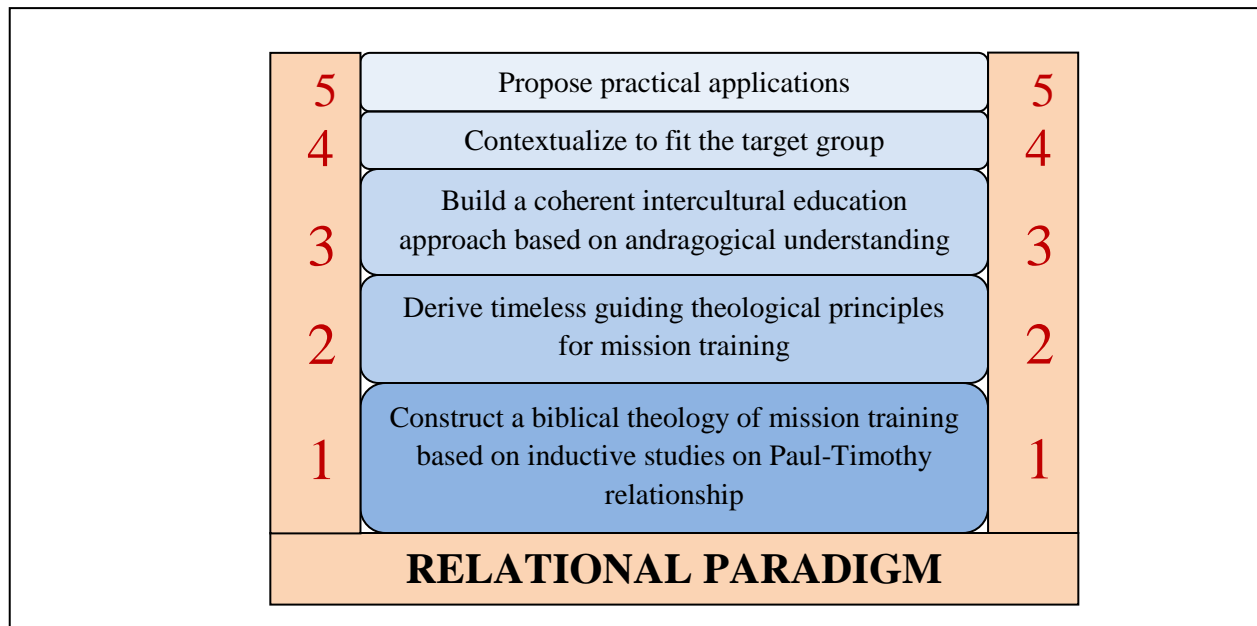 5 Propose practical applications 5
4 Contextualize to fit the target group 4
Build a coherent intercultural education
3 approach based on andragogical understanding 3
Derive timeless guiding theological principles
2 for mission training 2
Construct a biblical theology of mission training
1 based on inductive studies on Paul-Timothy 1
relationship
RELATIONAL PARADIGM